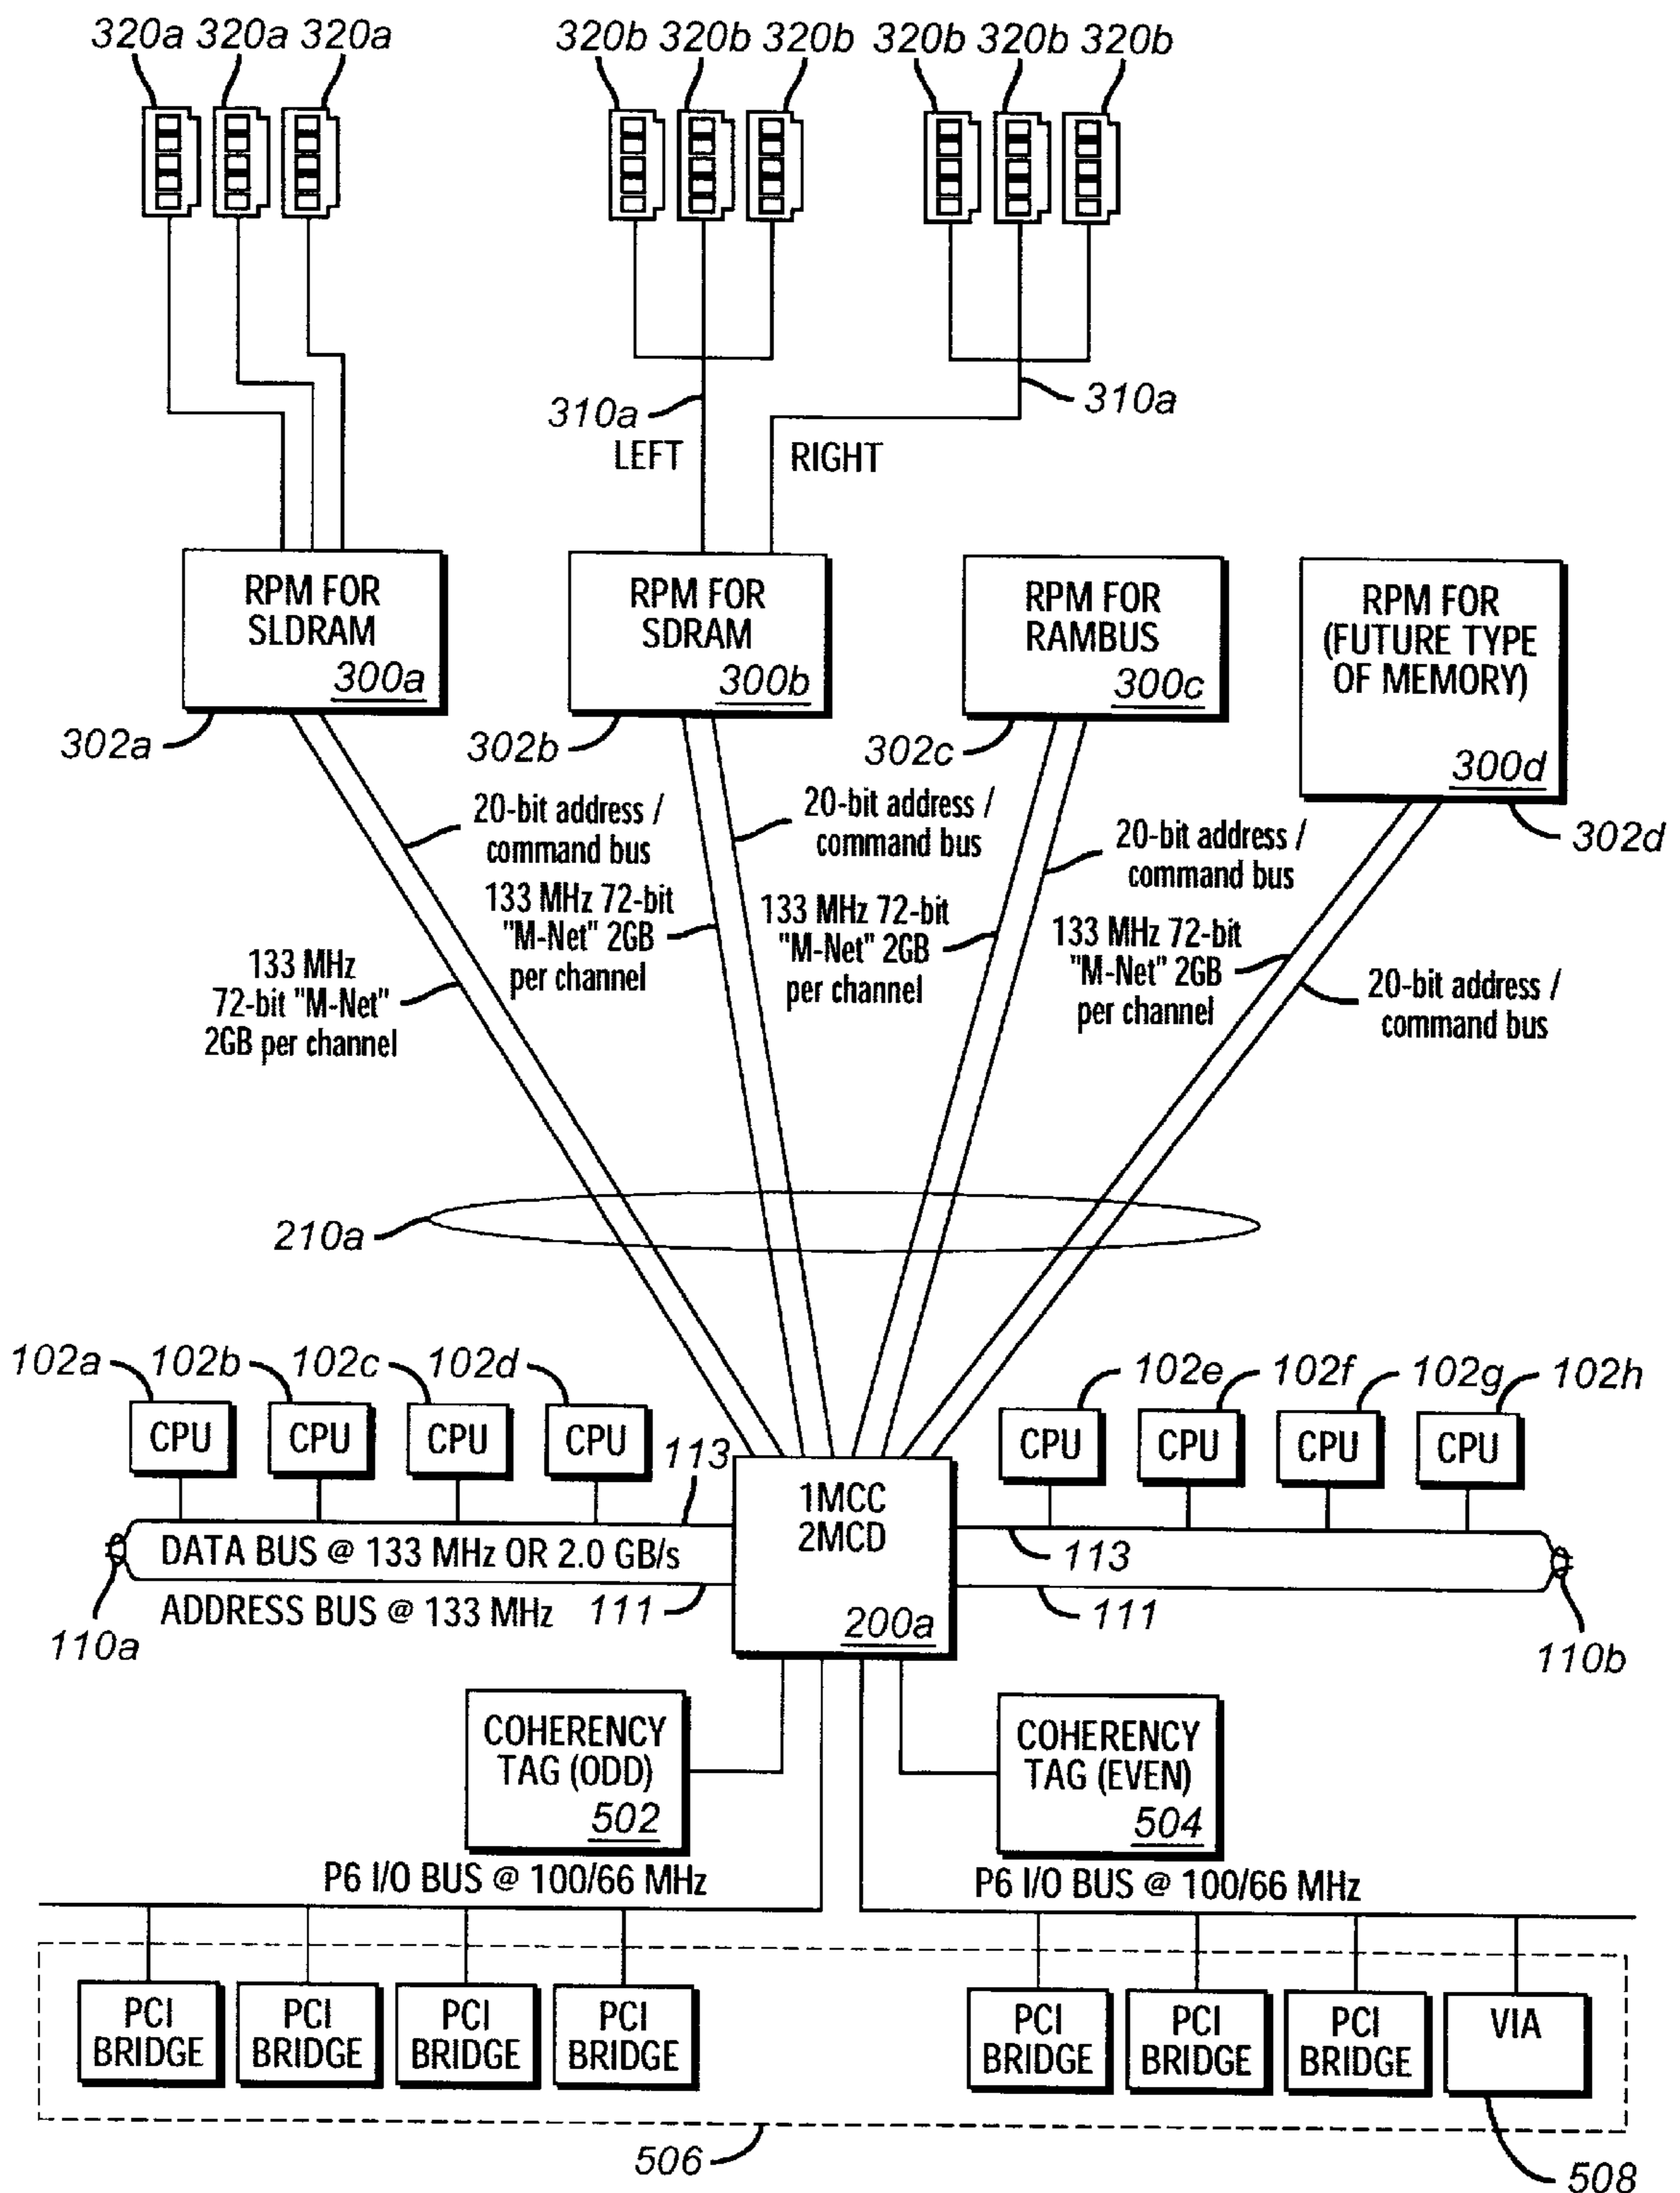 320a 320a 320a 320b 320b 320b 320b 320b 320b
310a
310a
LEFT
RIGHT
RPM FOR
SLDRAM
300a
RPM FOR
SDRAM
300b
RPM FOR
RAMBUS
300c
RPM FOR
(FUTURE TYPE
OF MEMORY)
300d
302a
302b
302c
302d
20-bit address /
command bus
20-bit address /
command bus
20-bit address /
command bus
133 MHz
72-bit "M-Net"
2GB per channel
133 MHz 72-bit
"M-Net" 2GB
per channel
133 MHz 72-bit
"M-Net" 2GB
per channel
133 MHz 72-bit
"M-Net" 2GB
per channel
20-bit address /
command bus
210a
102a 102b 102c 102d
102e 102f 102g 102h
CPU CPU CPU CPU
CPU CPU CPU CPU
113
1MCC
2MCD
200a
DATA BUS @ 133 MHz OR 2.0 GB/s
113
ADDRESS BUS @ 133 MHz
111
111
110a
110b
COHERENCY
TAG (ODD)
502
COHERENCY
TAG (EVEN)
504
P6 I/O BUS @ 100/66 MHz
P6 I/O BUS @ 100/66 MHz
PCI
BRIDGE
PCI
BRIDGE
PCI
BRIDGE
PCI
BRIDGE
PCI
BRIDGE
PCI
BRIDGE
PCI
BRIDGE
VIA
506
508